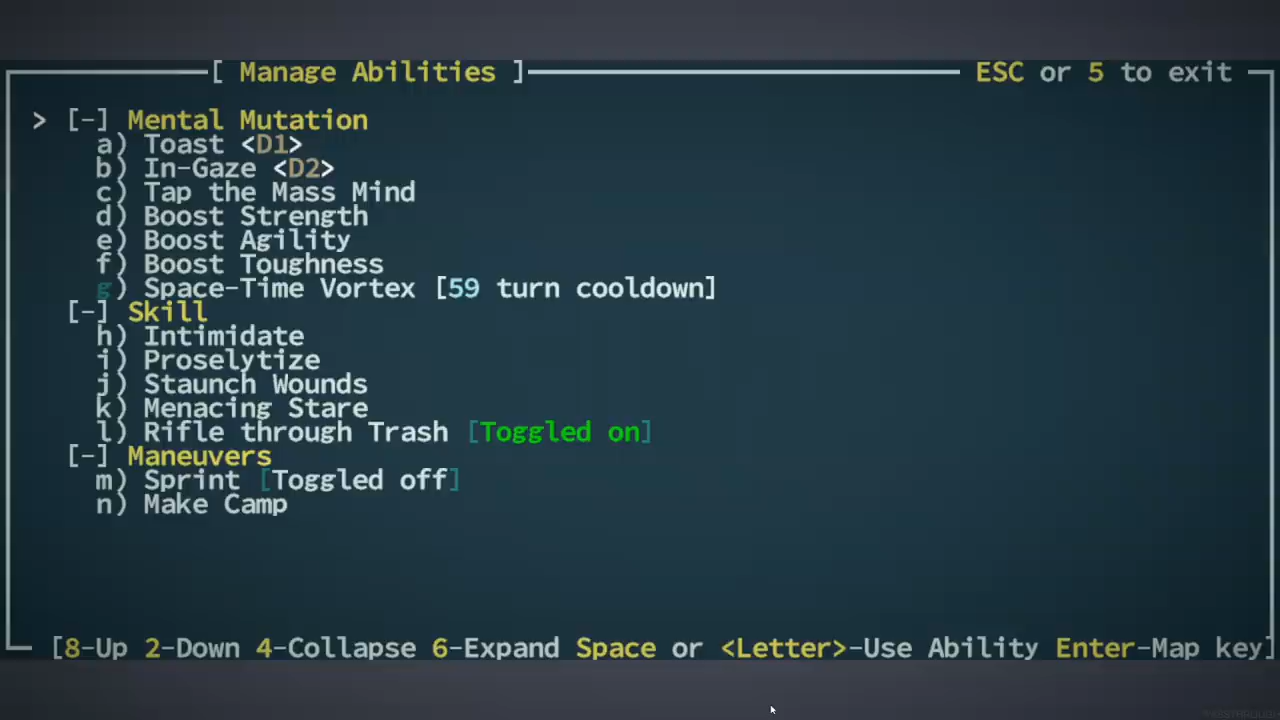 [ Manage Abilities ] ESC or 5 to exit
> [-] Mental Mutation
a) Toast <D1>
b) In-Gaze <D2>
c) Tap the Mass Mind
d) Boost Strength
e) Boost Agility
f) Boost Toughness
g) Space-Time Vortex [59 turn cooldown]
[-] Skill
h) Intimidate
i) Proselytize
j) Staunch Wounds
k) Menacing Stare
l) Rifle through Trash [Toggled on]
[-] Maneuvers
m) Sprint [Toggled off]
n) Make Camp
[8-Up 2-Down 4-Collapse 6-Expand Space or <Letter>-Use Ability Enter-Map key]